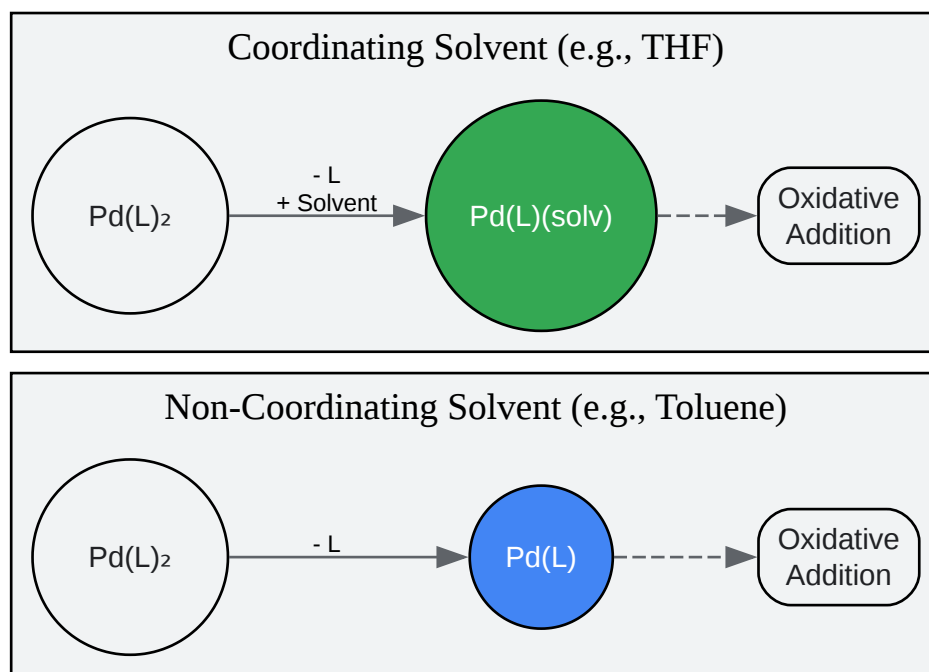 Coordinating Solvent (e.g., THF)
Pd(L)₂
- L
+ Solvent
Pd(L)(solv)
Oxidative
Addition
Non-Coordinating Solvent (e.g., Toluene)
Pd(L)₂
- L
Pd(L)
Oxidative
Addition